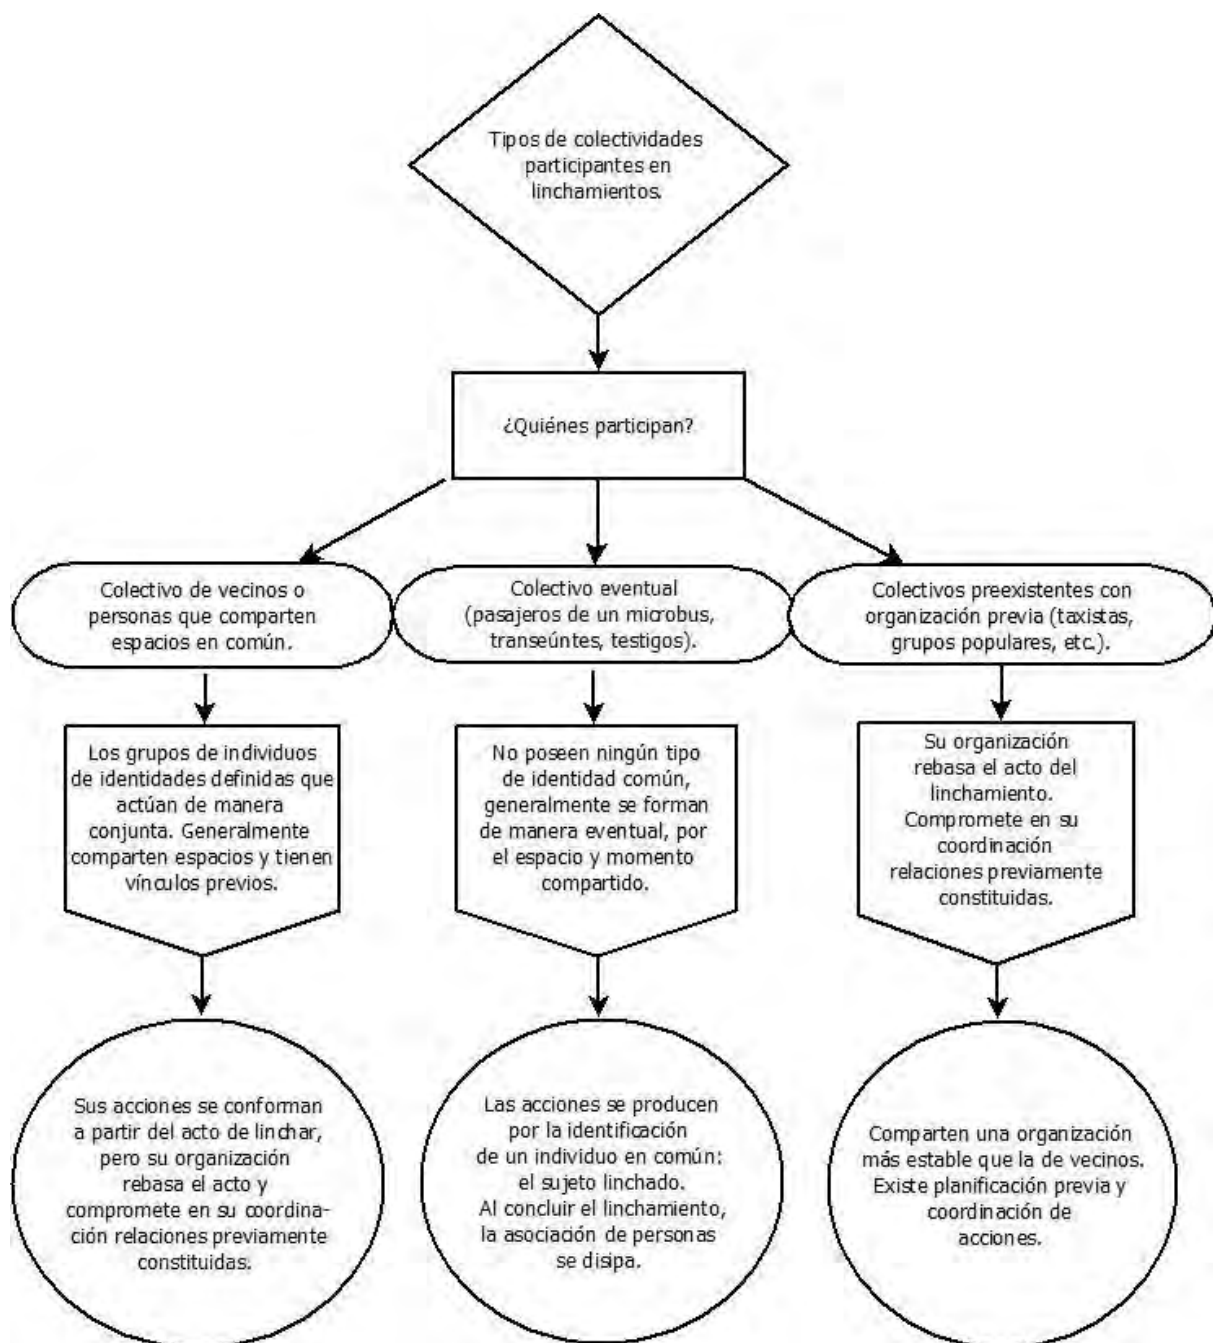 Tipos de colectividades
participantes en
linchamientos.
¿Quiénes participan?
Colectivo de vecinos o
personas que comparten
espacios en común.
Colectivo eventual
(pasajeros de un microbus,
transeúntes, testigos).
Colectivos preexistentes con
organización previa (taxistas,
grupos populares, etc.).
Los grupos de individuos
de identidades definidas que
actúan de manera
conjunta. Generalmente
comparten espacios y tienen
vínculos previos.
No poseen ningún tipo
de identidad común,
generalmente se forman
de manera eventual, por
el espacio y momento
compartido.
Su organización
rebasa el acto del
linchamiento.
Compromete en su
coordinación
relaciones previamente
constituidas.
Sus acciones se conforman
a partir del acto de linchar,
pero su organización
rebasa el acto y
compromete en su coordina-
ción relaciones previamente
constituidas.
Las acciones se producen
por la identificación
de un individuo en común:
el sujeto linchado.
Al concluir el linchamiento,
la asociación de personas
se disipa.
Comparten una organización
más estable que la de vecinos.
Existe planificación previa y
coordinación de
acciones.